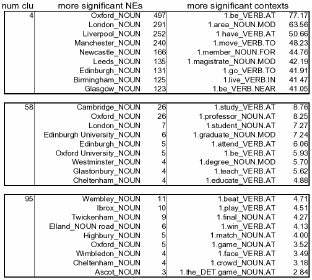 num clu more significant NEs more significant contexts
4 Oxford_NOUN 497 1.be_VERB.AT 77.17
London_NOUN 291 1.area_NOUN.MOD 63.56
Liverpool_NOUN 252 1.have_VERB.AT 50.66
Manchester_NOUN 240 1.move_VERB.TO 48.23
Newcastle_NOUN 166 1.member_NOUN.FOR 44.76
Leeds_NOUN 135 1.magistrate_NOUN.MOD 42.19
Edinburgh_NOUN 131 1.go_VERB.TO 41.91
Birmingham_NOUN 125 1.live_VERB.IN 41.47
Glasgow_NOUN 123 1.be_VERB.NEAR 41.05
58 Cambridge_NOUN 26 1.study_VERB.AT 8.76
Oxford_NOUN 26 1.professor_NOUN.AT 8.25
London_NOUN 7 1.student_NOUN.AT 7.27
Edinburgh University_NOUN 6 1.graduate_NOUN.MOD 7.24
Edinburgh_NOUN 5 1.attend_VERB.AT 6.06
Oxford University_NOUN 5 1.be_VERB.AT 5.93
Westminster_NOUN 4 1.degree_NOUN.MOD 5.70
Glastonbury_NOUN 4 1.teach_VERB.AT 5.62
Cheltenham_NOUN 4 1.educate_VERB.AT 4.88
95 Wembley_NOUN 11 1.beat_VERB.AT 4.71
Ibrox_NOUN 10 1.play_VERB.AT 4.51
Twickenham_NOUN 9 1.final_NOUN.AT 4.27
Elland_NOUN road_NOUN 6 1.win_VERB.AT 4.13
Highbury_NOUN 5 1.match_NOUN.AT 4.00
Oxford_NOUN 5 1.game_NOUN.AT 3.52
Wimbledon_NOUN 4 1.face_VERB.AT 3.49
Cheltenham_NOUN 4 1.crowd_NOUN.AT 3.18
Ascot_NOUN 3 1.the_DET game_NOUN.AT 2.84